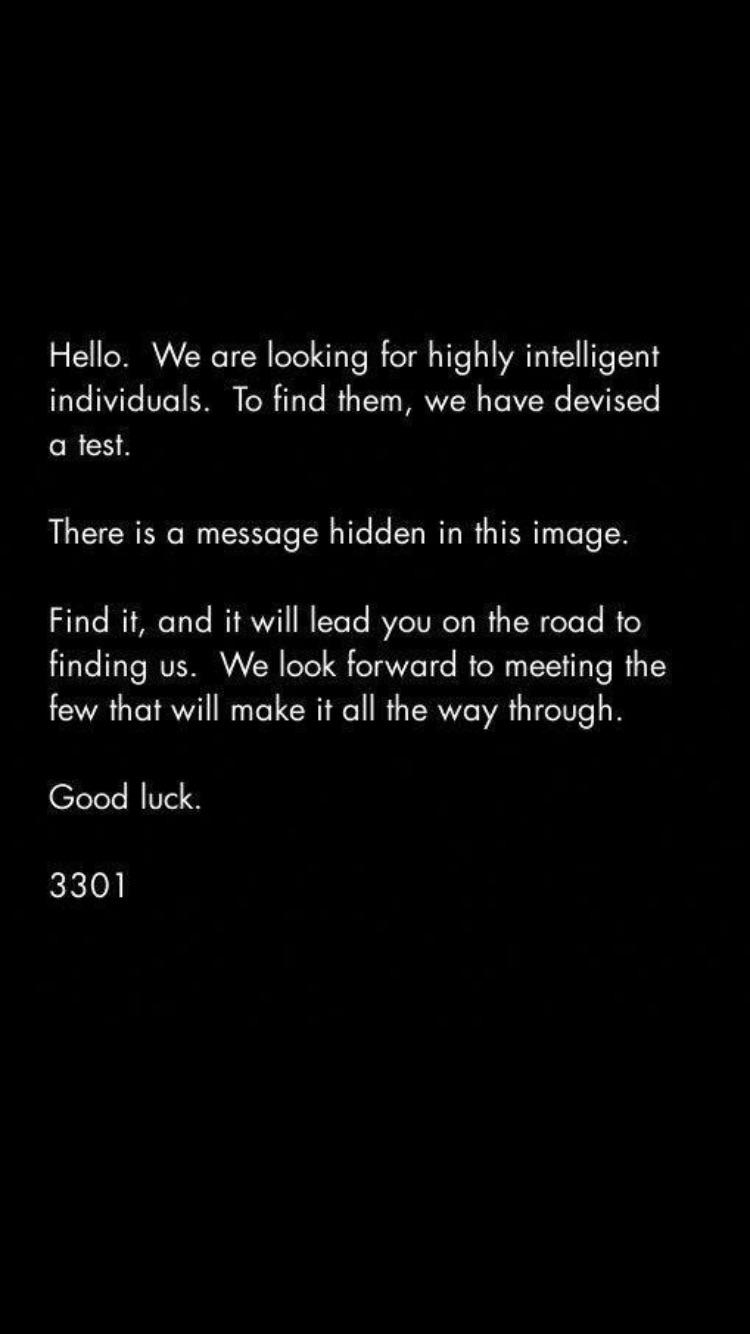 Hello.  We are looking for highly intelligent
individuals.  To find them, we have devised
a test.
There is a message hidden in this image.
Find it, and it will lead you on the road to
finding us.  We look forward to meeting the
few that will make it all the way through.
Good luck.
3301